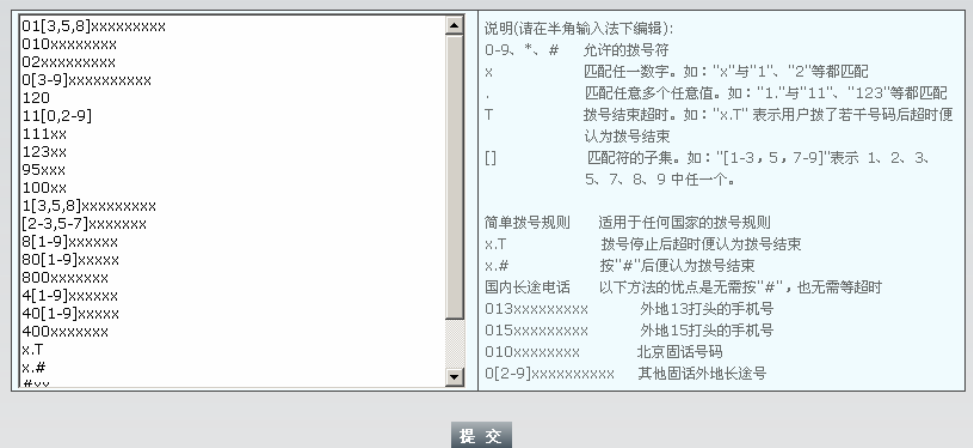 01[3,5,8]xxxxxxxxx
010xxxxxxxx
02xxxxxxxxx
0[3-9]xxxxxxxxxx
120
11[0,2-9]
111xx
123xx
95xxx
100xx
1[3,5,8]xxxxxxxxx
[2-3,5-7]xxxxxxx
8[1-9]xxxxxx
80[1-9]xxxxx
800xxxxxxx
4[1-9]xxxxxx
40[1-9]xxxxx
400xxxxxxx
x.T
x.#
#xx
说明(请在半角输入法下编辑):
0-9、*、# 允许的拨号符
x 匹配任一数字。如："x"与"1"、"2"等都匹配
. 匹配任意多个任意值。如："1."与"11"、"123"等都匹配
T 拨号结束超时。如："x.T" 表示用户拨了若干号码后超时便
认为拨号结束
[] 匹配符的子集。如："[1-3，5，7-9]"表示 1、2、3、
5、7、8、9 中任一个。
简单拨号规则 适用于任何国家的拨号规则
x.T 拨号停止后超时便认为拨号结束
x.# 按"#"后便认为拨号结束
国内长途电话 以下方法的优点是无需按"#"，也无需等超时
013xxxxxxxxx 外地13打头的手机号
015xxxxxxxxx 外地15打头的手机号
010xxxxxxxx 北京固话号码
0[2-9]xxxxxxxxxx 其他固话外地长途号
提 交